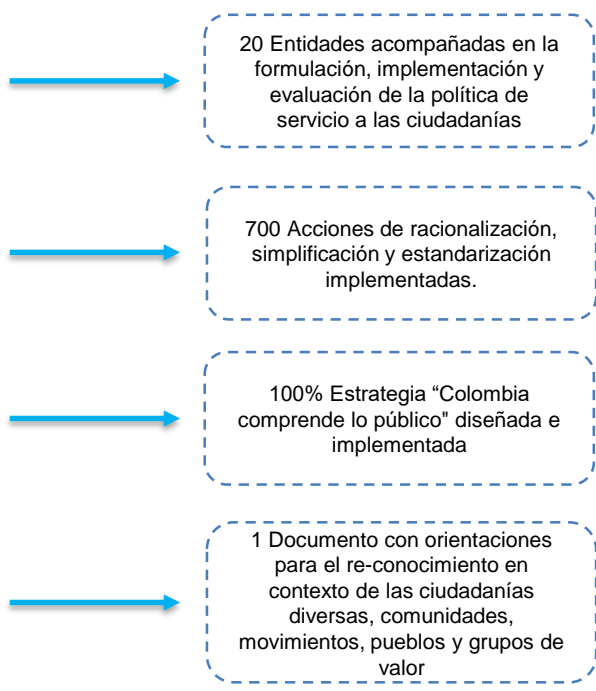 20 Entidades acompañadas en la
formulación, implementación y
evaluación de la política de
servicio a las ciudadanías
700 Acciones de racionalización,
simplificación y estandarización
implementadas.
100% Estrategia “Colombia
comprende lo público" diseñada e
implementada
1 Documento con orientaciones
para el re-conocimiento en
contexto de las ciudadanías
diversas, comunidades,
movimientos, pueblos y grupos de
valor